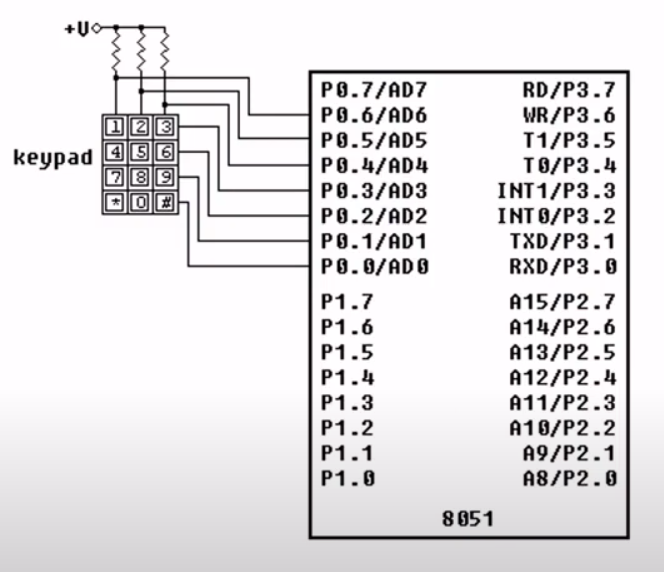 +U
keypad
1 2 3
4 5 6
7 8 9
* 0 #
P0.7/AD7 RD/P3.7
P0.6/AD6 WR/P3.6
P0.5/AD5 T1/P3.5
P0.4/AD4 T0/P3.4
P0.3/AD3 INT1/P3.3
P0.2/AD2 INT0/P3.2
P0.1/AD1 TXD/P3.1
P0.0/AD0 RXD/P3.0
P1.7 A15/P2.7
P1.6 A14/P2.6
P1.5 A13/P2.5
P1.4 A12/P2.4
P1.3 A11/P2.3
P1.2 A10/P2.2
P1.1 A9/P2.1
P1.0 A8/P2.0
8051